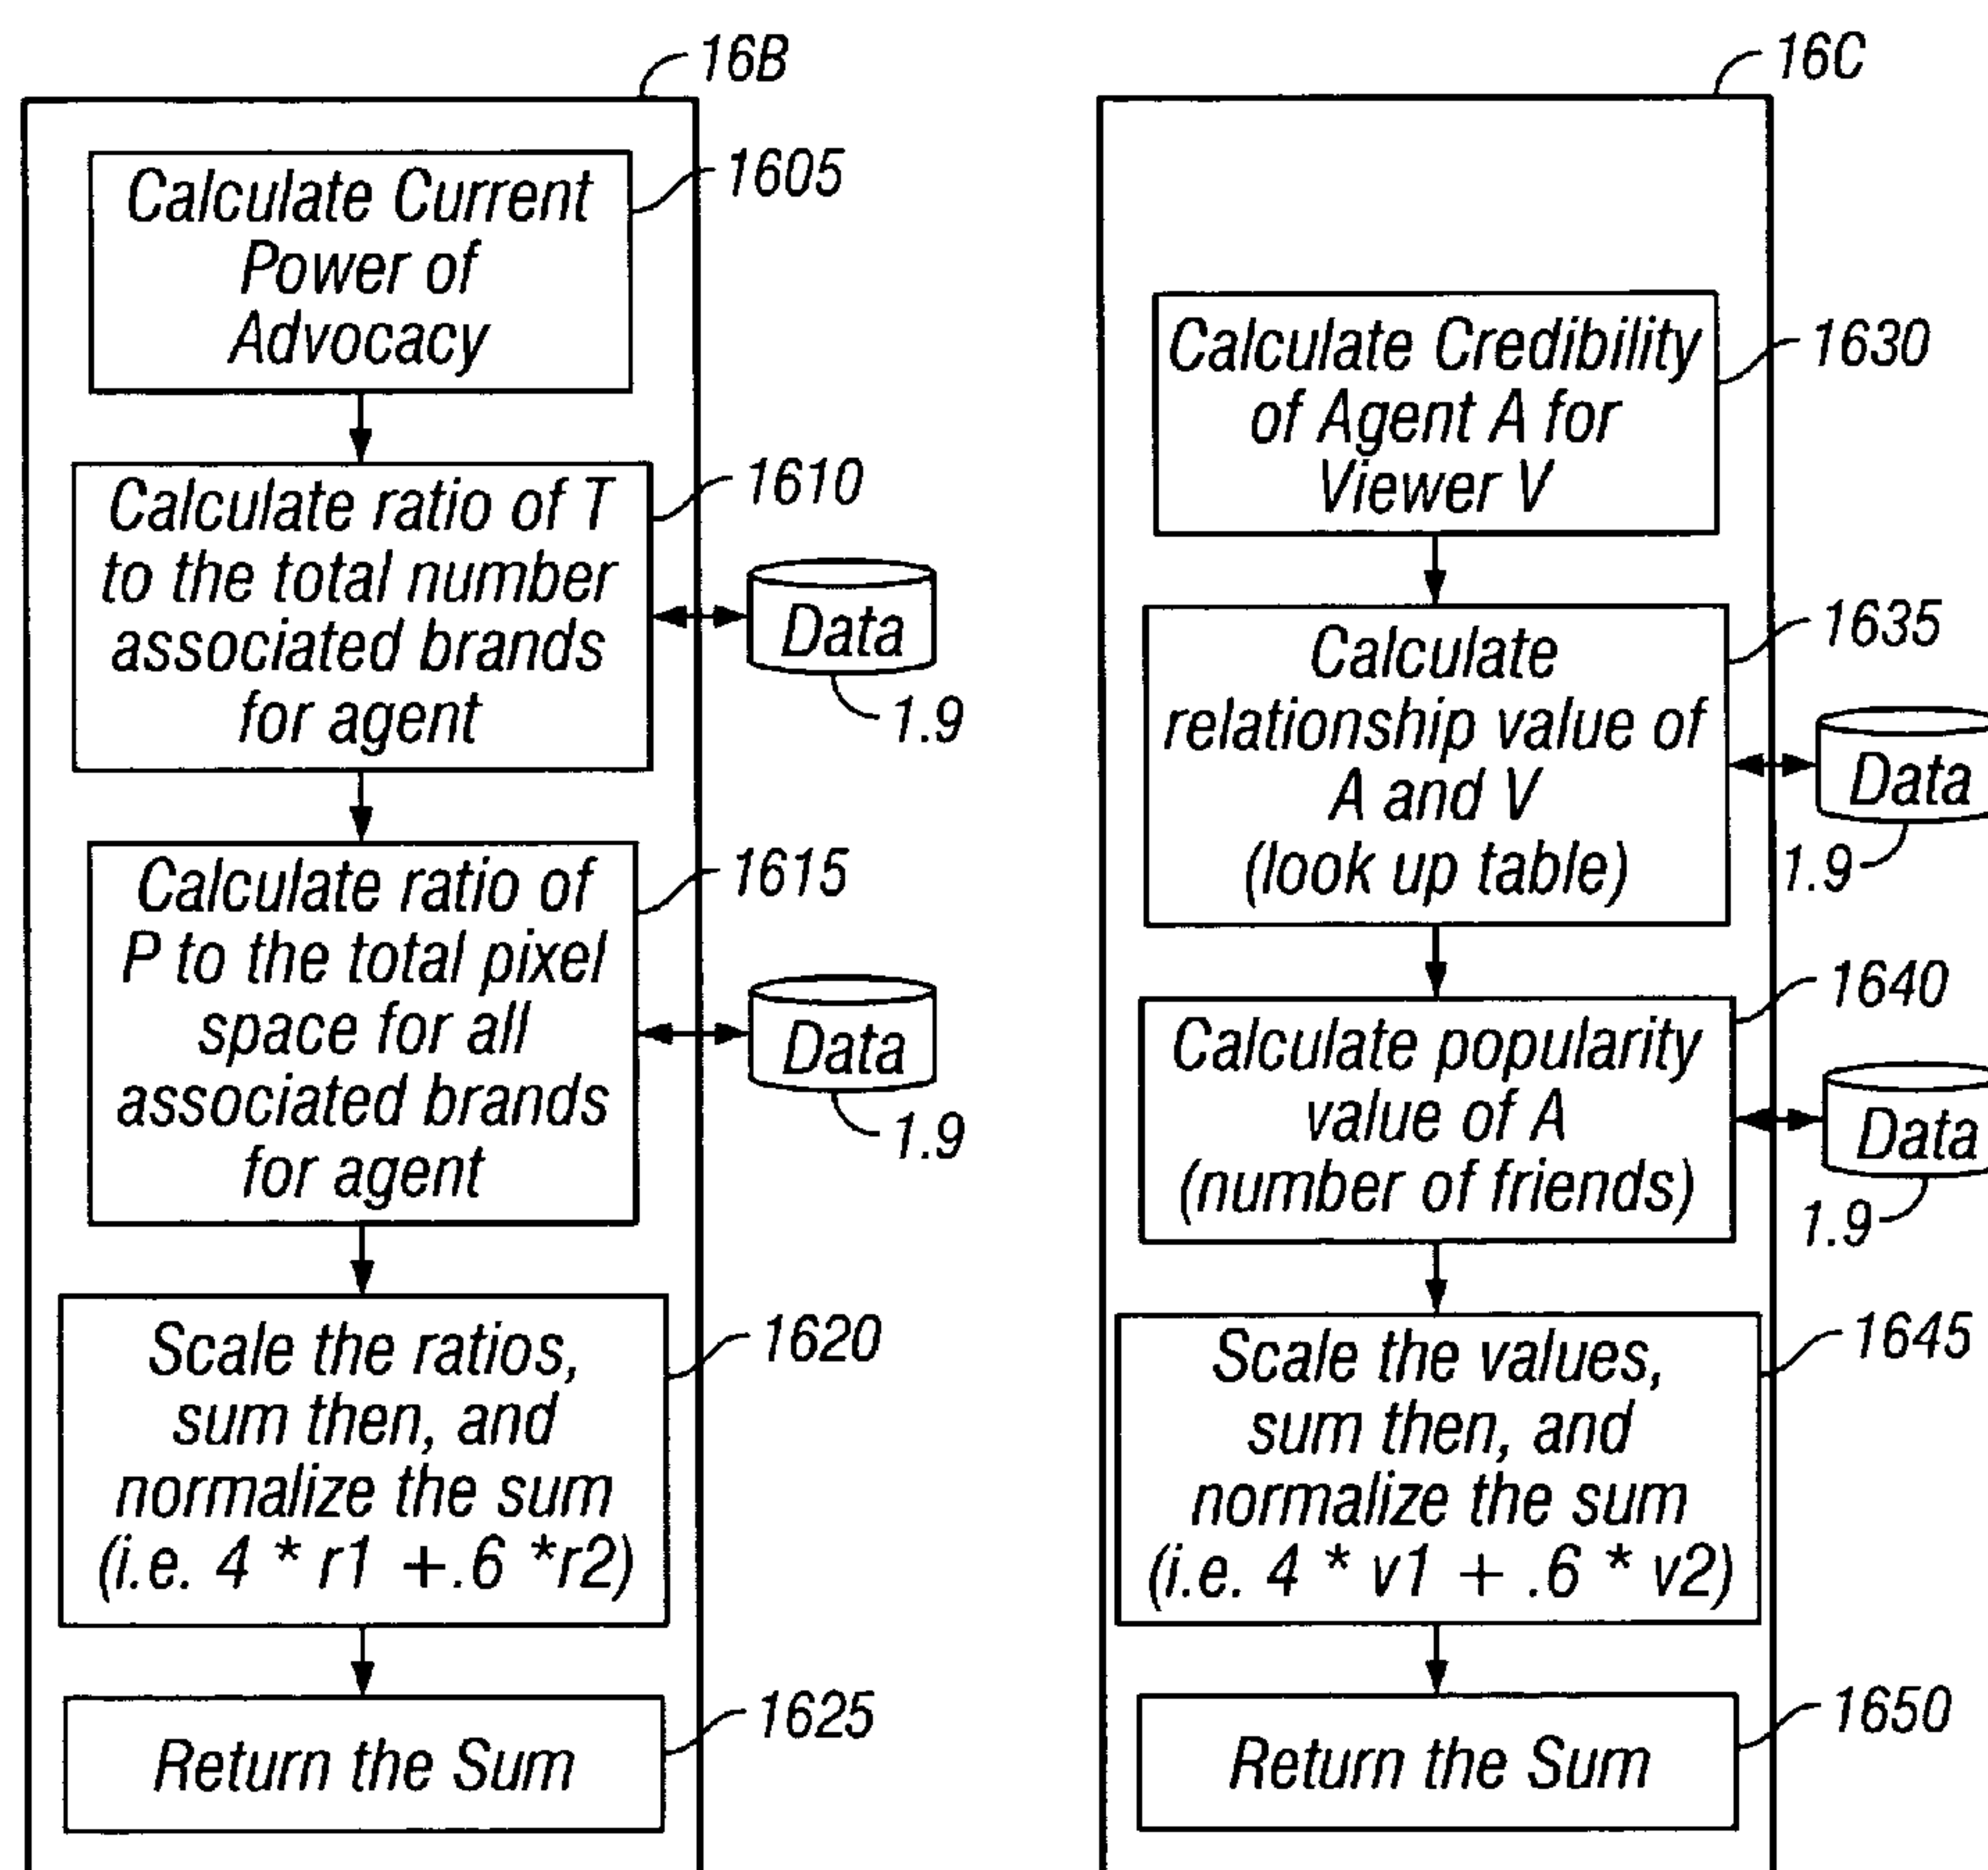 16B
Calculate Current
Power of
Advocacy
1605
Calculate ratio of T
to the total number
associated brands
for agent
1610
Data
1.9
Calculate ratio of
P to the total pixel
space for all
associated brands
for agent
1615
Data
1.9
Scale the ratios,
sum then, and
normalize the sum
(i.e. 4 * r1 +.6 *r2)
1620
Return the Sum
1625
16C
Calculate Credibility
of Agent A for
Viewer V
1630
Calculate
relationship value of
A and V
(look up table)
1635
Data
1.9
Calculate popularity
value of A
(number of friends)
1640
Data
1.9
Scale the values,
sum then, and
normalize the sum
(i.e. 4 * v1 + .6 * v2)
1645
Return the Sum
1650